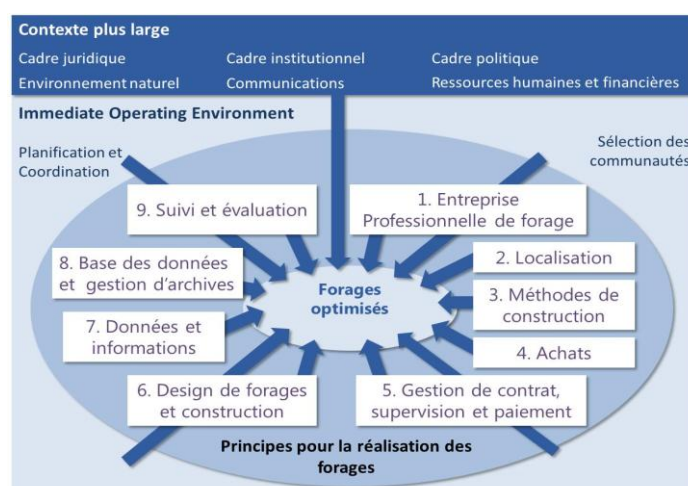 Contexte plus large
Cadre juridique
Cadre institutionnel
Cadre politique
Environnement naturel
Communications
Ressources humaines et financières
Immediate Operating Environment
Planification et
Coordination
Sélection des
communautés
1. Entreprise
Professionnelle de forage
2. Localisation
3. Méthodes de
construction
4. Achats
5. Gestion de contrat,
supervision et paiement
6. Design de forages
et construction
7. Données et
informations
8. Base des données
et gestion d'archives
9. Suivi et évaluation
Forages
optimisés
Principes pour la réalisation des
forages